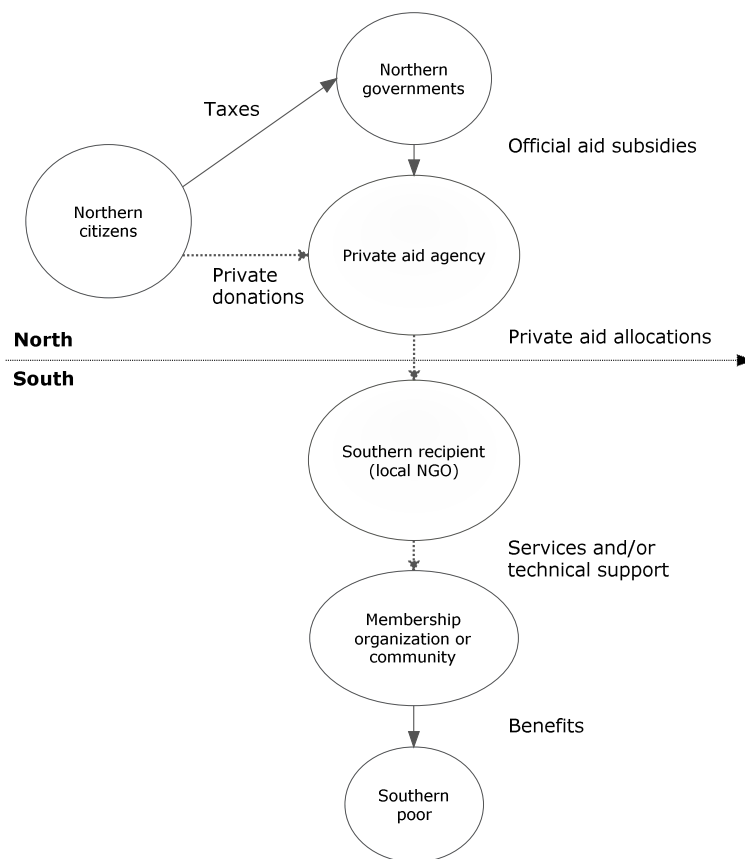 Northern
governments
Taxes
Official aid subsidies
Northern
citizens
Private aid agency
Private
donations
North
Private aid allocations
South
Southern recipient
(local NGO)
Services and/or
technical support
Membership
organization or
community
Benefits
Southern
poor